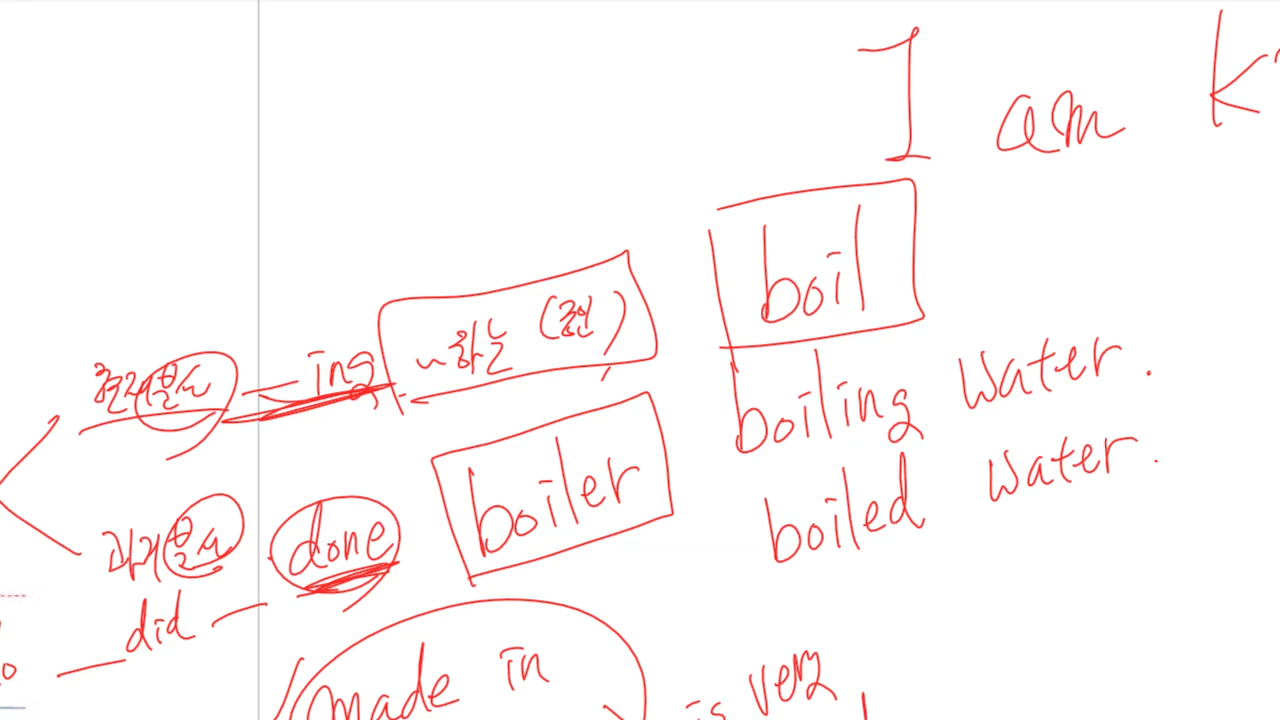 I am k
boil
현재분사 - ing ~하는
boiling water.
boiler
boiled water.
과거분사 done
did
made in
is very